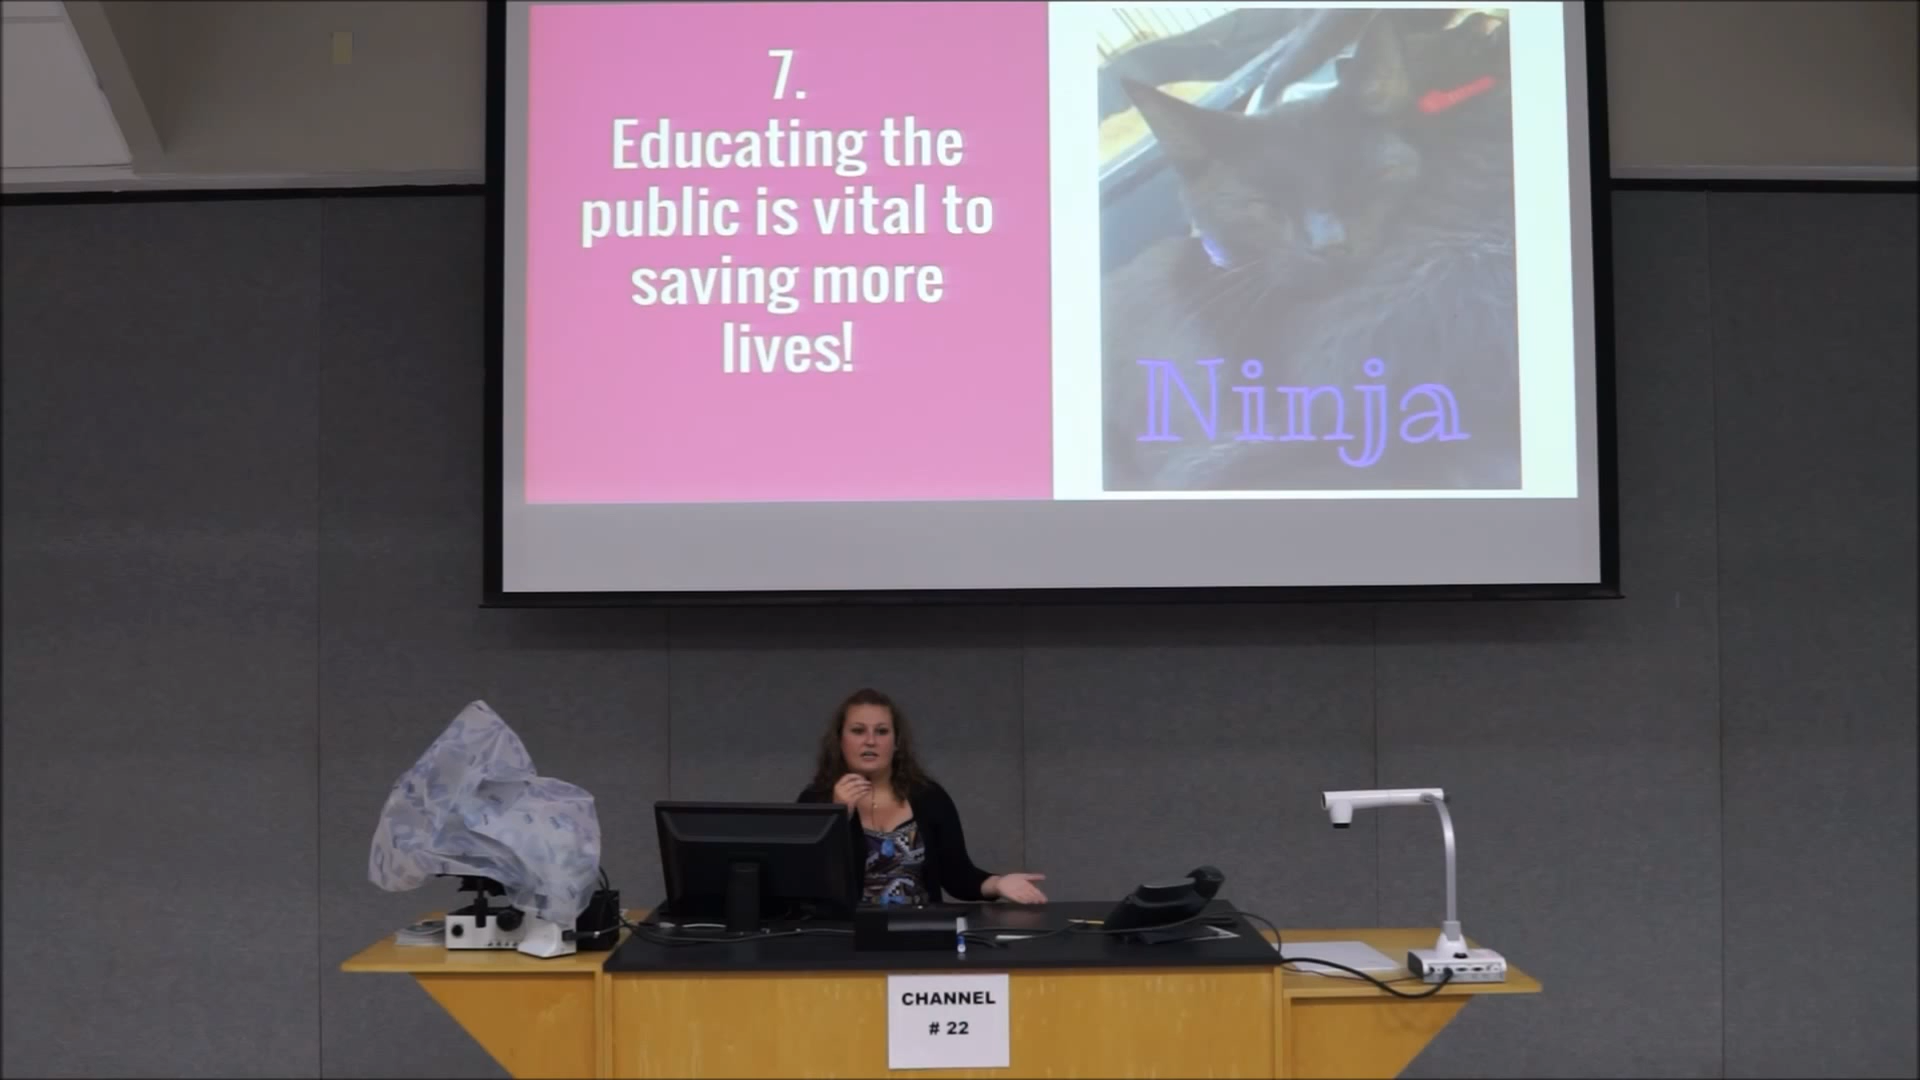 7.
Educating the
public is vital to
saving more
lives!
Ninja
CHANNEL
# 22